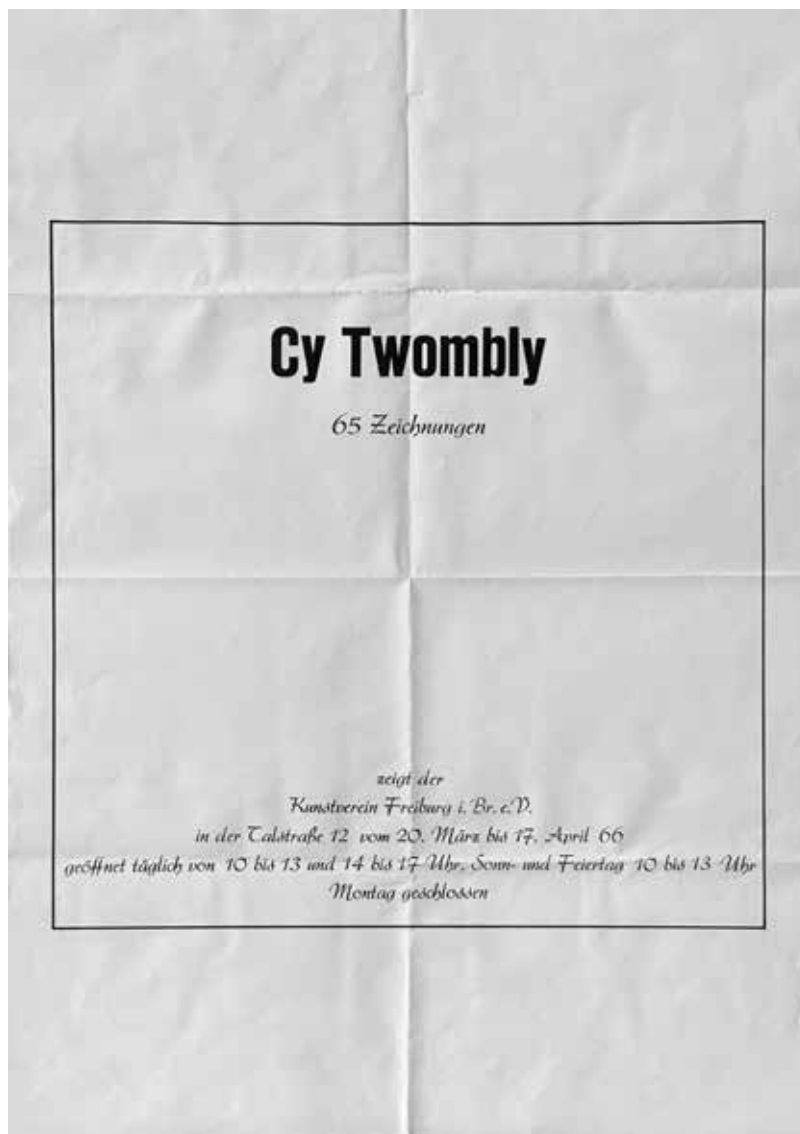 Cy Twombly
65 Zeichnungen
zeigt der
Kunstverein Freiburg i. Br. e. V.
in der Talstraße 12 vom 20. März bis 17. April 66
geöffnet täglich von 10 bis 13 und 14 bis 17 Uhr, Sonn- und Feiertag 10 bis 13 Uhr
Montag geschlossen